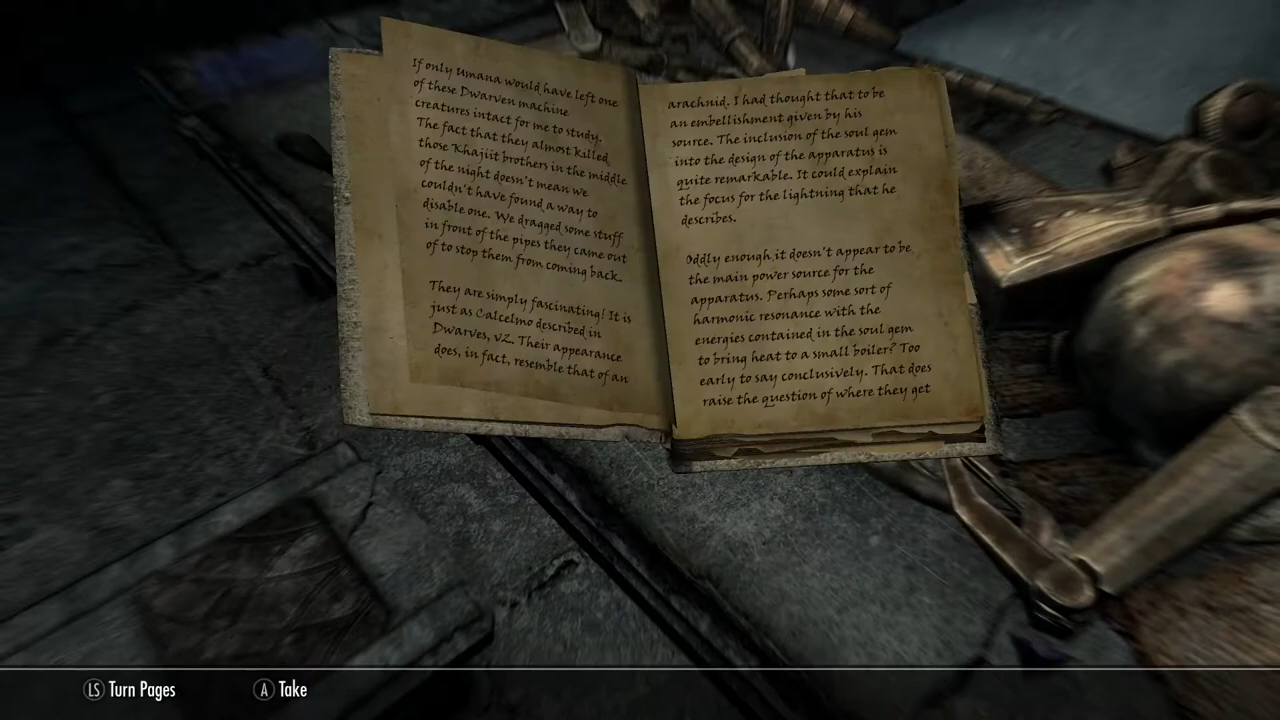 If only Umana would have left one
of these Dwarven machine
creatures intact for me to study.
The fact that they almost killed
those Khajiit brothers in the middle
of the night doesn't mean we
couldn't have found a way to
disable one. We dragged some stuff
in front of the pipes they came out
of to stop them from coming back.
They are simply fascinating! It is
just as Calcelmo described in
Dwarves, v2. Their appearance
does, in fact, resemble that of an
arachnid. I had thought that to be
an embellishment given by his
source. The inclusion of the soul gem
into the design of the apparatus is
quite remarkable. It could explain
the focus for the lightning that he
describes.
Oddly enough,it doesn't appear to be
the main power source for the
apparatus. Perhaps some sort of
harmonic resonance with the
energies contained in the soul gem
to bring heat to a small boiler? Too
early to say conclusively. That does
raise the question of where they get
LS Turn Pages
A Take